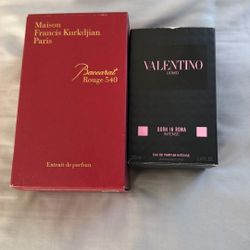 Maison
Francis Kurkdjian
Paris
Baccarat
Rouge 540
Extrait de parfum
VALENTINO
UOMO
BORN IN ROMA
INTENSE
EAU DE PARFUM INTENSE